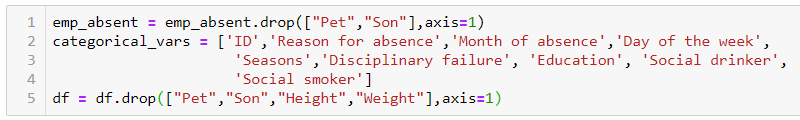 1 emp_absent = emp_absent.drop(["Pet","Son"],axis=1)
2 categorical_vars = ['ID','Reason for absence','Month of absence','Day of the week',
3 'Seasons','Disciplinary failure', 'Education', 'Social drinker',
4 'Social smoker']
5 df = df.drop(["Pet","Son","Height","Weight"],axis=1)